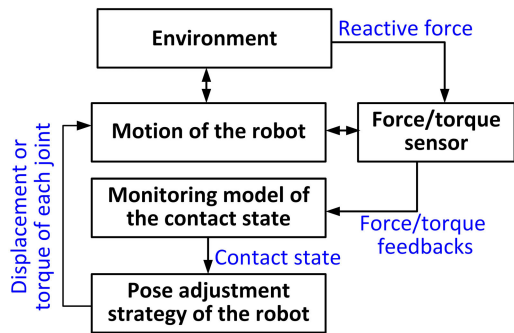 Environment
Reactive force
Displacement or
torque of each joint
Motion of the robot
Force/torque
sensor
Monitoring model of
the contact state
Force/torque
feedbacks
Contact state
Pose adjustment
strategy of the robot